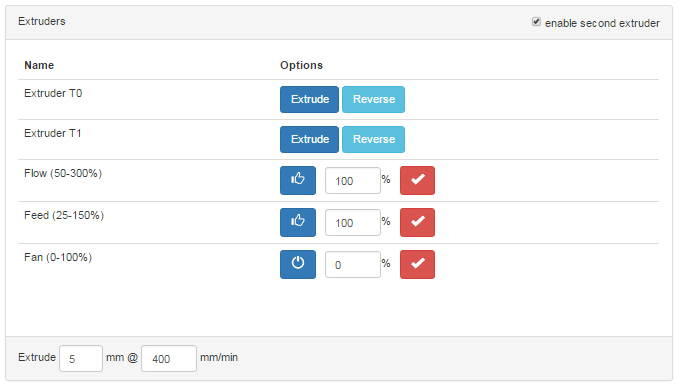 Extruders enable second extruder
Name Options
Extruder T0 Extrude Reverse
Extruder T1 Extrude Reverse
Flow (50-300%) 100 %
Feed (25-150%) 100 %
Fan (0-100%) 0 %
Extrude 5 mm @ 400 mm/min